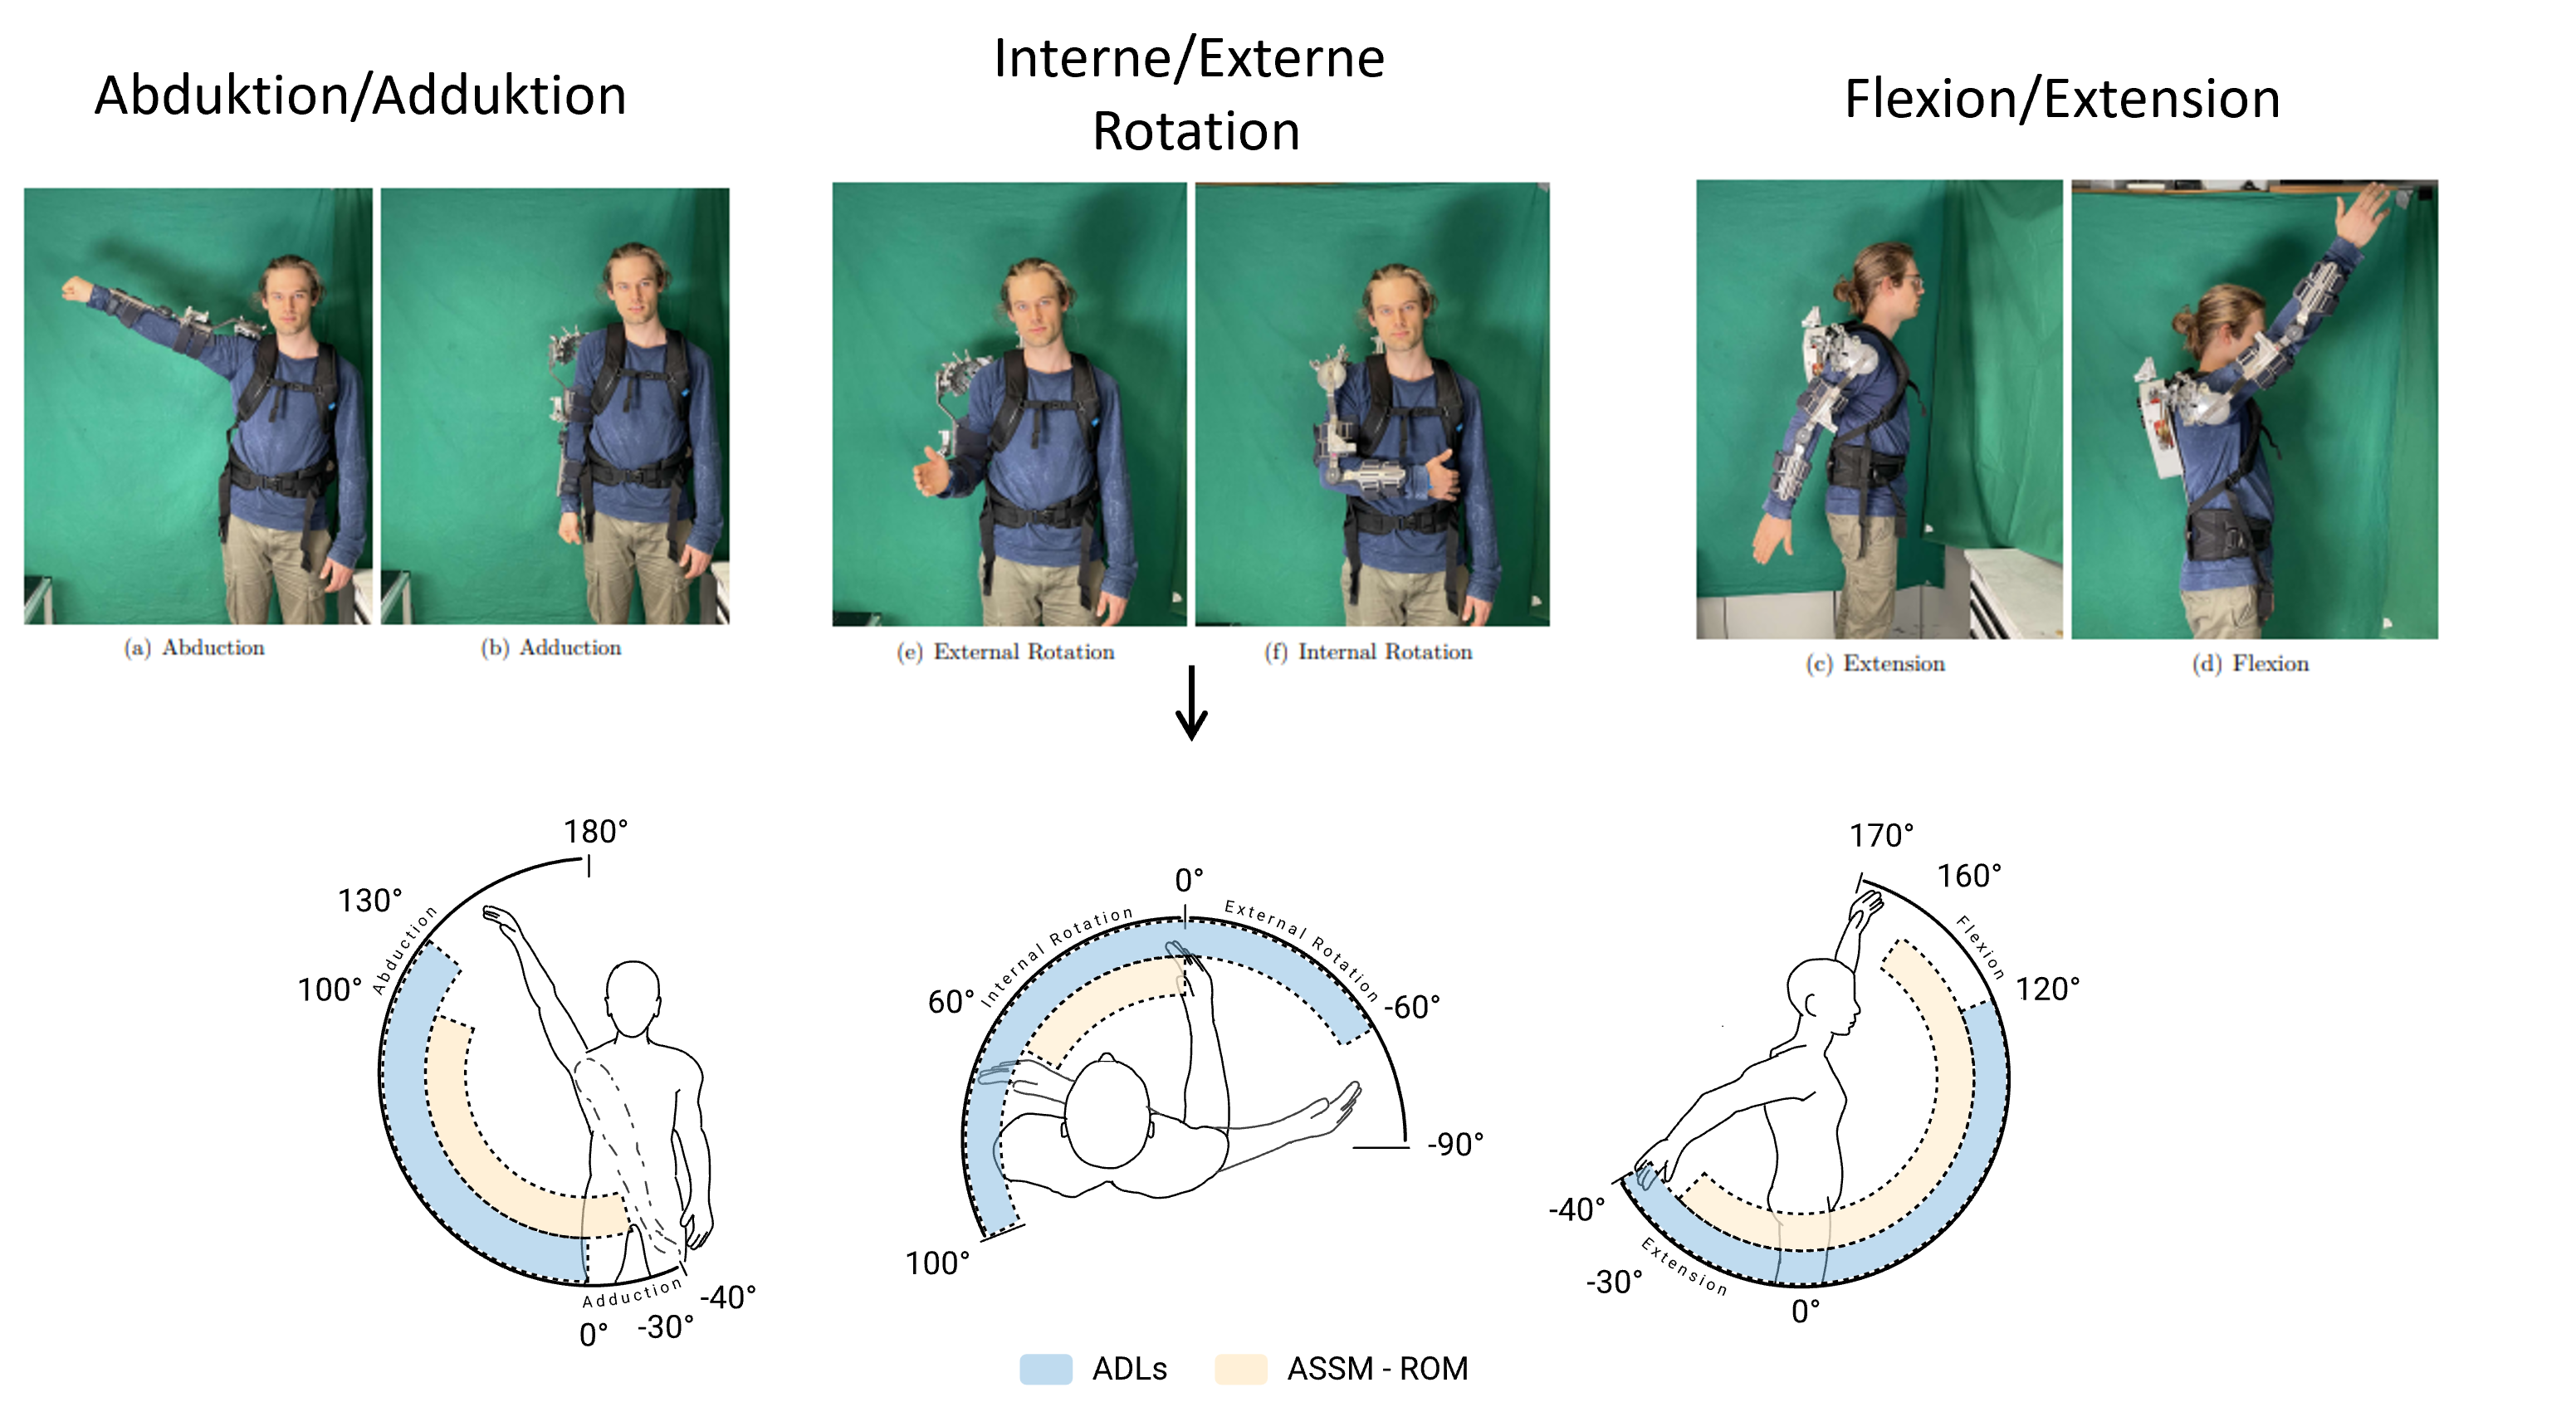 Abduktion/Adduktion
Interne/Externe
Rotation
Flexion/Extension
(a) Abduction
(b) Adduction
(e) External Rotation
(f) Internal Rotation
(c) Extension
(d) Flexion
180°
130°
100°
Abduction
Adduction
0°
-30°
-40°
0°
Internal Rotation
External Rotation
60°
-60°
-90°
100°
170°
160°
Flexion
120°
-40°
-30°
Extension
0°
ADLs
ASSM - ROM